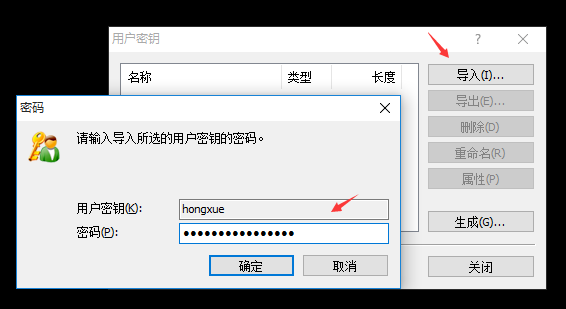 用户密钥
名称 类型 长度
导入(I)...
导出(E)...
删除(D)
重命名(R)
属性(P)
生成(G)...
关闭
密码
请输入导入所选的用户密钥的密码。
用户密钥(K): hongxue
密码(P): ●●●●●●●●●●●●●●●●
确定 取消